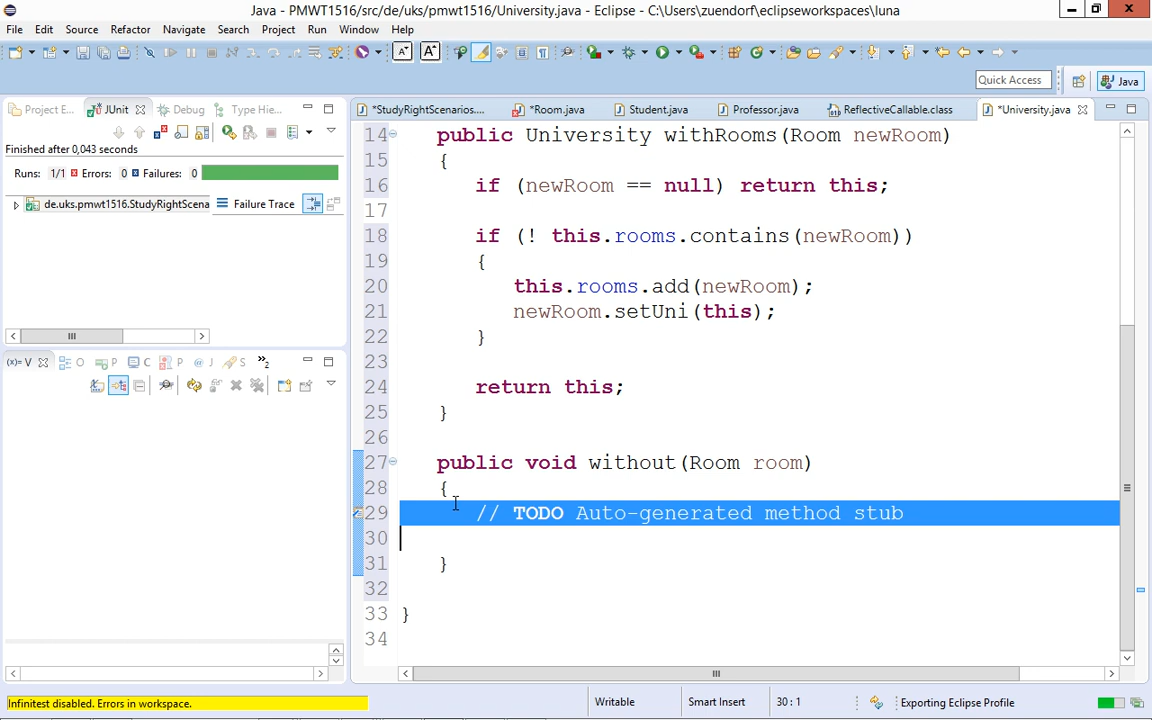 Java - PMWT1516/src/de/uks/pmwt1516/University.java - Eclipse - C:\Users\zuendorf\eclipseworkspaces\luna
File Edit Source Refactor Navigate Search Project Run Window Help
Quick Access
Java
Project E... JUnit Debug Type Hie...
*StudyRightScenarios.... *Room.java Student.java Professor.java ReflectiveCallable.class *University.java
Finished after 0,043 seconds
Runs: 1/1 Errors: 0 Failures: 0
de.uks.pmwt1516.StudyRightScena Failure Trace
(x)= V O P C P @ J S »2
14 public University withRooms(Room newRoom)
15 {
16 if (newRoom == null) return this;
17
18 if (! this.rooms.contains(newRoom))
19 {
20 this.rooms.add(newRoom);
21 newRoom.setUni(this);
22 }
23
24 return this;
25 }
26
27 public void without(Room room)
28 {
29 // TODO Auto-generated method stub
30
31 }
32
33 }
34
Infinitest disabled. Errors in workspace.
Writable Smart Insert 30 : 1 Exporting Eclipse Profile